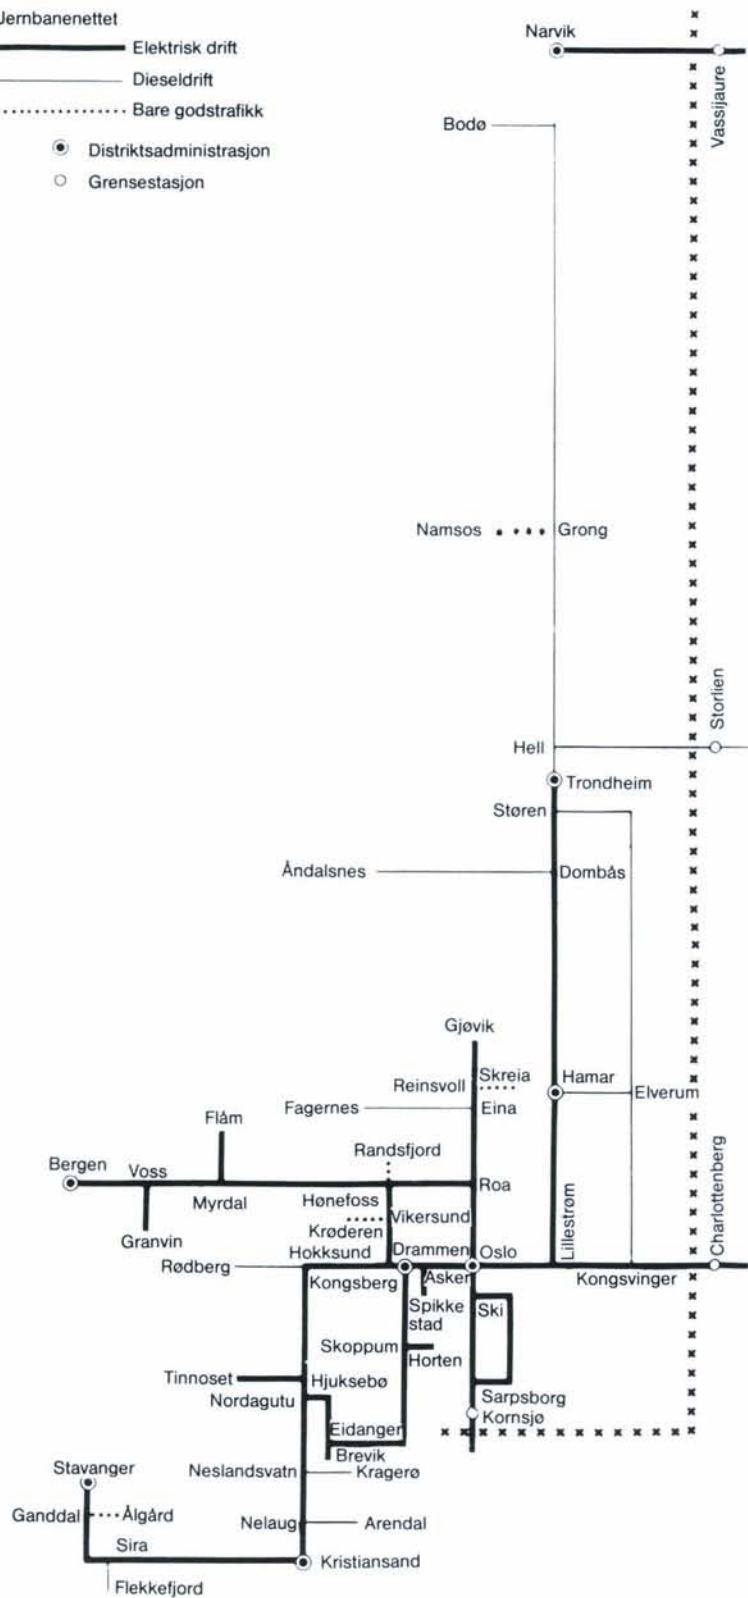 Jernbanenettet
Elektrisk drift
Dieseldrift
Bare godstrafikk
Distriktsadministrasjon
Grensestasjon
Narvik
Vassijaure
Bodø
Namsos
Grong
Storlien
Hell
Trondheim
Støren
Åndalsnes
Dombås
Gjøvik
Skreia
Reinsvoll
Hamar
Elverum
Fagernes
Eina
Flåm
Randsfjord
Bergen
Voss
Roa
Myrdal
Hønefoss
Vikersund
Krøderen
Granvin
Lillestrøm
Charlottenberg
Hokksund
Drammen
Oslo
Rødberg
Kongsberg
Asker
Kongsvinger
Spikke
stad
Ski
Skoppum
Horten
Tinnoset
Hjuksebø
Nordagutu
Sarpsborg
Kornsjø
Eidanger
Brevik
Stavanger
Neslandsvatn
Kragerø
Ganddal
Ålgård
Nelaug
Arendal
Sira
Kristiansand
Flekkefjord